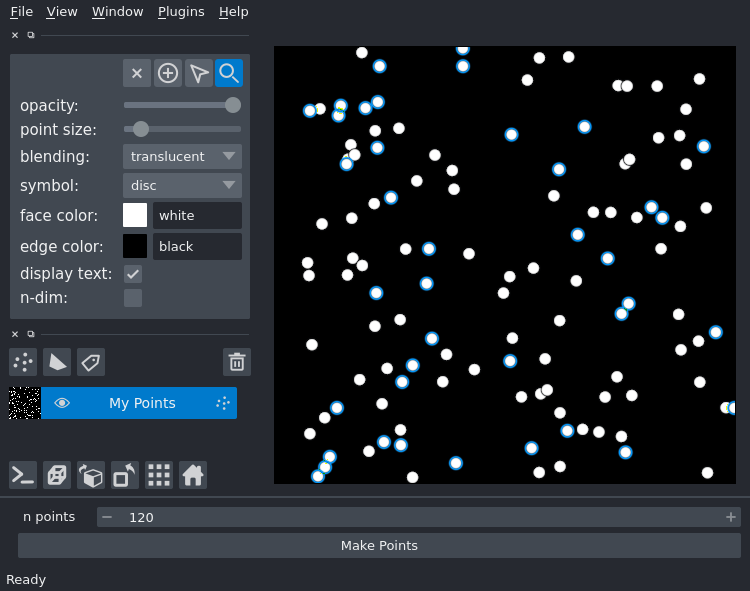 File View Window Plugins Help
opacity:
point size:
blending: translucent
symbol: disc
face color: white
edge color: black
display text:
n-dim:
My Points
n points 120
Make Points
Ready